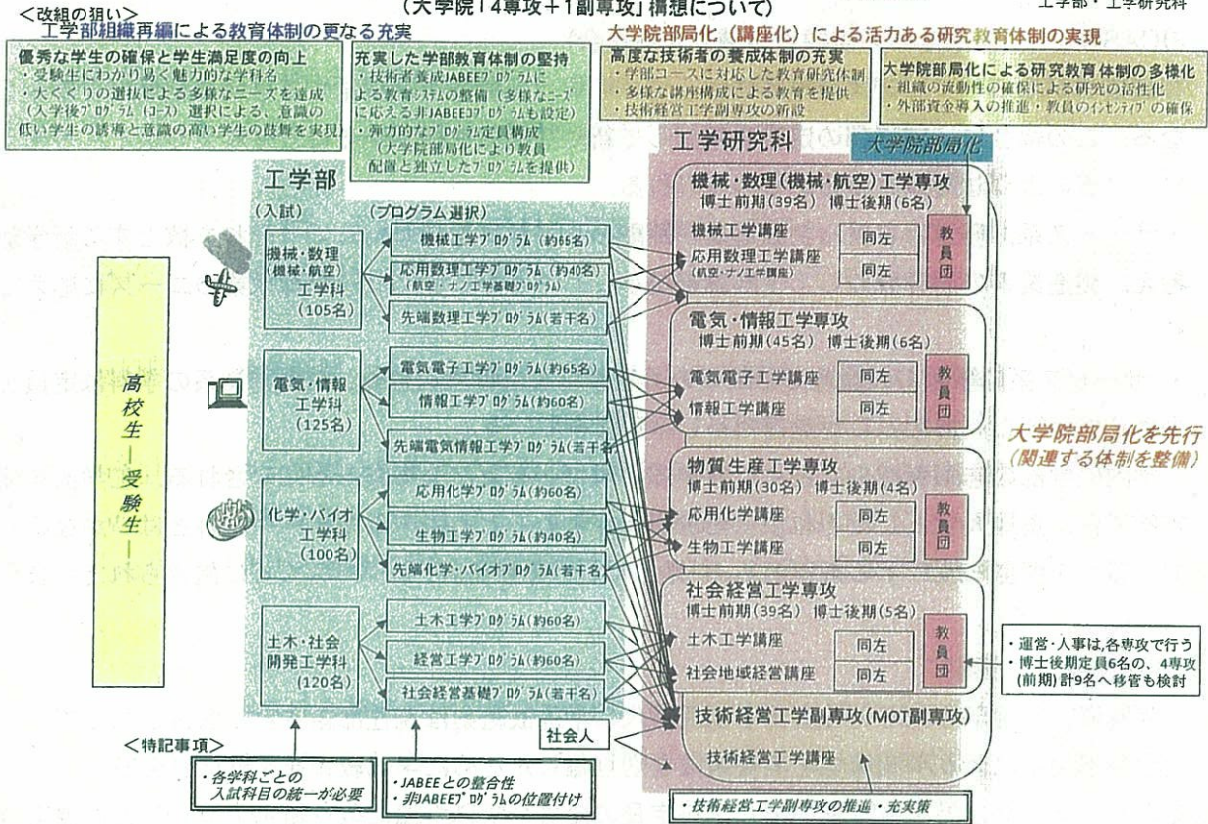 (大学院「4専攻+1副専攻」構想について)
工学部・工学研究科
<改組の狙い>
工学部組織再編による教育体制の更なる充実
大学院部局化(講座化)による活力ある研究教育体制の実現
優秀な学生の確保と学生満足度の向上
・受験生にわかり易く魅力的な学科名
・大くくりの選抜による多様なニーズを達成
(入学後プログラム(コース)選択による、意識の
低い学生の誘導と意識の高い学生の鼓舞を実現)
充実した学部教育体制の堅持
・技術者養成JABEEプログラムに
よる教育システムの整備(多様なニーズ
に応える非JABEEプログラムも設定)
・弾力的なプログラム定員構成
(大学院部局化により教員
配置と独立したプログラムを提供)
高度な技術者の養成体制の充実
・学部コースに対応した教育研究体制
・多様な講座構成による教育を提供
・技術経営工学副専攻の新設
大学院部局化による研究教育体制の多様化
・組織の流動性の確保による研究の活性化
・外部資金導入の推進・教員のインセンティブの確保
高校生―受験生―
工学部
(入試)
(プログラム選択)
機械・数理
(機械・航空)
工学科
(105名)
機械工学プログラム(約65名)
応用数理工学プログラム(約40名)
(航空・ナノ工学基礎プログラム)
先端数理工学プログラム(若干名)
電気・情報
工学科
(125名)
電気電子工学プログラム(約65名)
情報工学プログラム(約60名)
先端電気情報工学プログラム(若干名)
化学・バイオ
工学科
(100名)
応用化学プログラム(約60名)
生物工学プログラム(約40名)
先端化学・バイオプログラム(若干名)
土木・社会
開発工学科
(120名)
土木工学プログラム(約60名)
経営工学プログラム(約60名)
社会経営基礎プログラム(若干名)
社会人
工学研究科
大学院部局化
機械・数理(機械・航空)工学専攻
博士前期(39名) 博士後期(6名)
機械工学講座
同左
応用数理工学講座
(航空・ナノ工学講座)
同左
教員団
電気・情報工学専攻
博士前期(45名) 博士後期(6名)
電気電子工学講座
同左
情報工学講座
同左
教員団
物質生産工学専攻
博士前期(30名) 博士後期(4名)
応用化学講座
同左
生物工学講座
同左
教員団
社会経営工学専攻
博士前期(39名) 博士後期(5名)
土木工学講座
同左
社会地域経営講座
同左
教員団
技術経営工学副専攻(MOT副専攻)
技術経営工学講座
大学院部局化を先行
(関連する体制を整備)
・運営・人事は、各専攻で行う
・博士後期定員6名の、4専攻
(前期)計9名へ移管も検討
<特記事項>
・各学科ごとの
入試科目の統一が必要
・JABEEとの整合性
・非JABEEプログラムの位置付け
・技術経営工学副専攻の推進・充実策